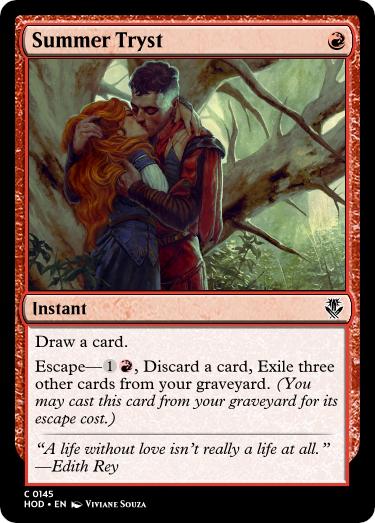 Summer Tryst
Instant
Draw a card.
Escape—1, Discard a card, Exile three
other cards from your graveyard. (You
may cast this card from your graveyard for its
escape cost.)
“A life without love isn’t really a life at all.”
—Edith Rey
C 0145
HOD • EN Viviane Souza